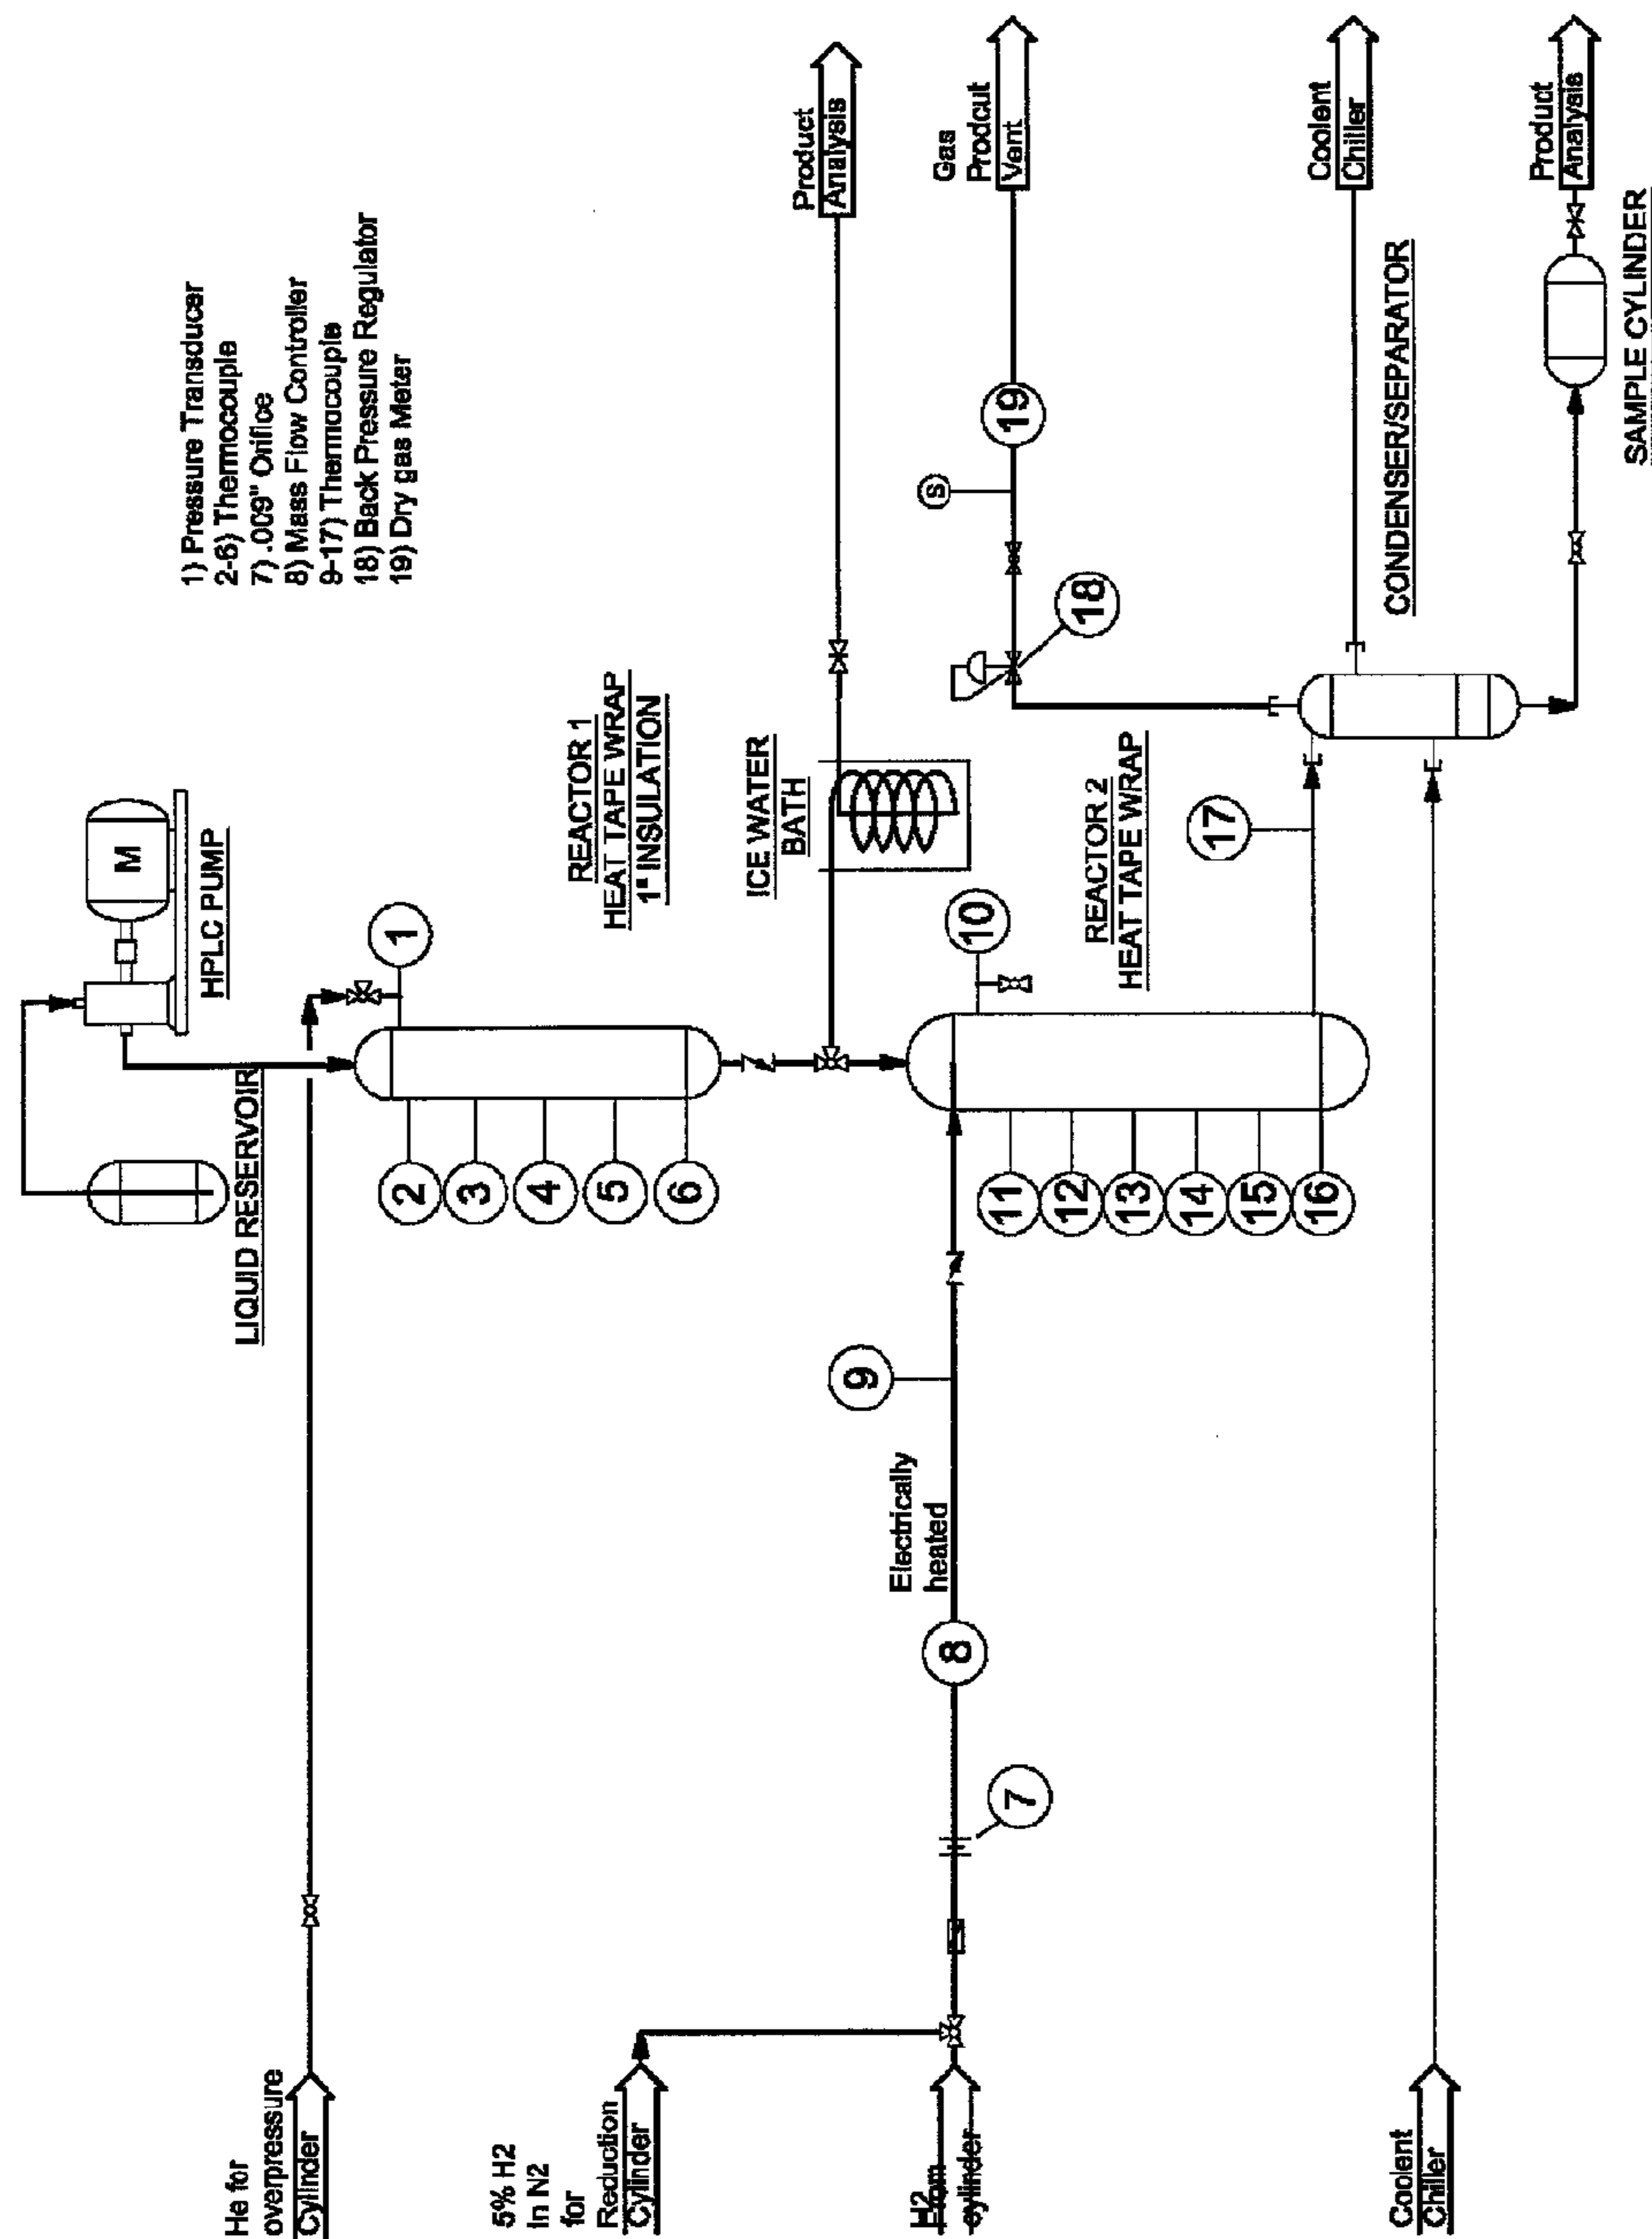 1) Pressure Transducer
2-6) Thermocouple
7) .009" Orifice
8) Mass Flow Controller
9-17) Thermocouple
18) Back Pressure Regulator
19) Dry gas Meter
LIQUID RESERVOIR
M
HPLC PUMP
He for
overpressure
Cylinder
1
2
3
4
5
6
REACTOR 1
HEAT TAPE WRAP
1" INSULATION
5% H2
in N2
for
Reduction
Cylinder
H2
From
cylinder
7
8
Electrically
heated
9
ICE WATER
BATH
Product
Analysis
10
11
12
13
14
15
16
REACTOR 2
HEAT TAPE WRAP
17
18
S
19
Gas
Prodcut
Vent
Coolent
Chiller
Coolent
Chiller
CONDENSER/SEPARATOR
Product
Analysis
SAMPLE CYLINDER